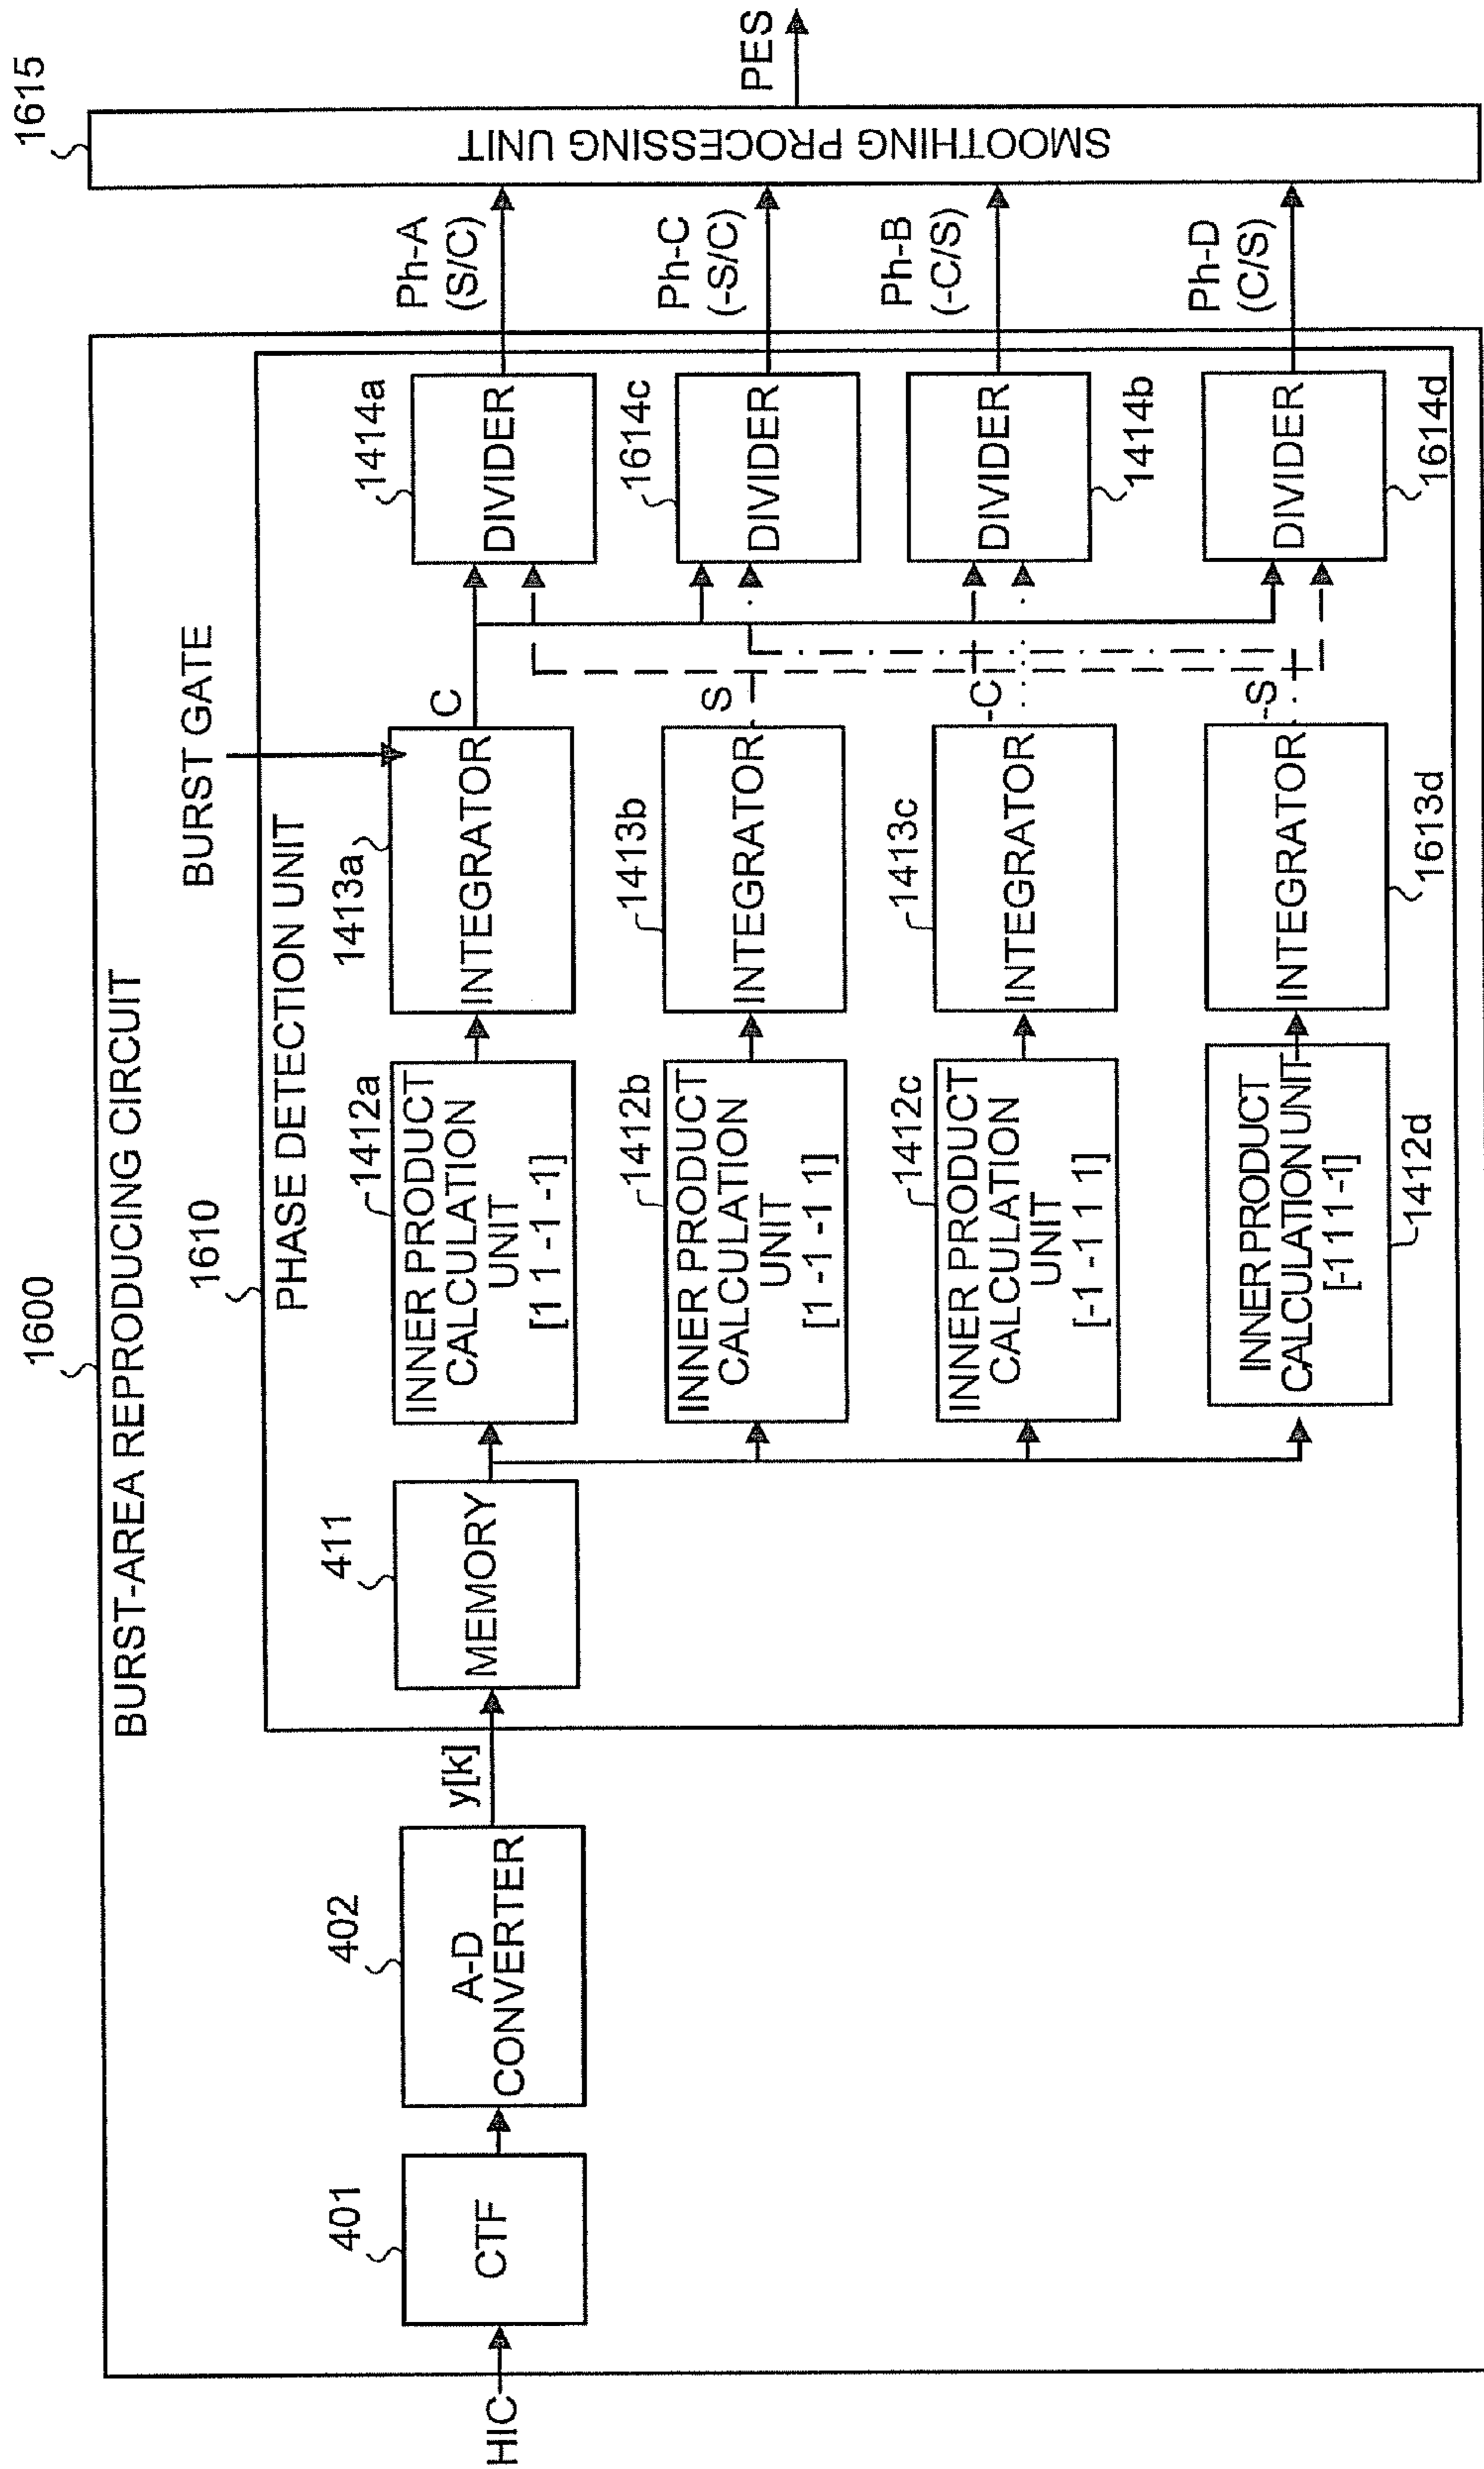 1600
BURST-AREA REPRODUCING CIRCUIT
1610
PHASE DETECTION UNIT
BURST GATE
1615
SMOOTHING PROCESSING UNIT
PES
HIC
401
CTF
402
A-D
CONVERTER
y[k]
411
MEMORY
1412a
INNER PRODUCT
CALCULATION
UNIT
[1 1 -1 -1]
1413a
INTEGRATOR
C
1414a
DIVIDER
Ph-A
(S/C)
1412b
INNER PRODUCT
CALCULATION
UNIT
[1 -1 -1 1]
1413b
INTEGRATOR
S
1614c
DIVIDER
Ph-C
(-S/C)
1412c
INNER PRODUCT
CALCULATION
UNIT
[-1 -1 1 1]
1413c
INTEGRATOR
-C
DIVIDER
1414b
Ph-B
(-C/S)
INNER PRODUCT
CALCULATION UNIT
[-1 1 1 -1]
1412d
INTEGRATOR
1613d
-S
DIVIDER
1614d
Ph-D
(C/S)